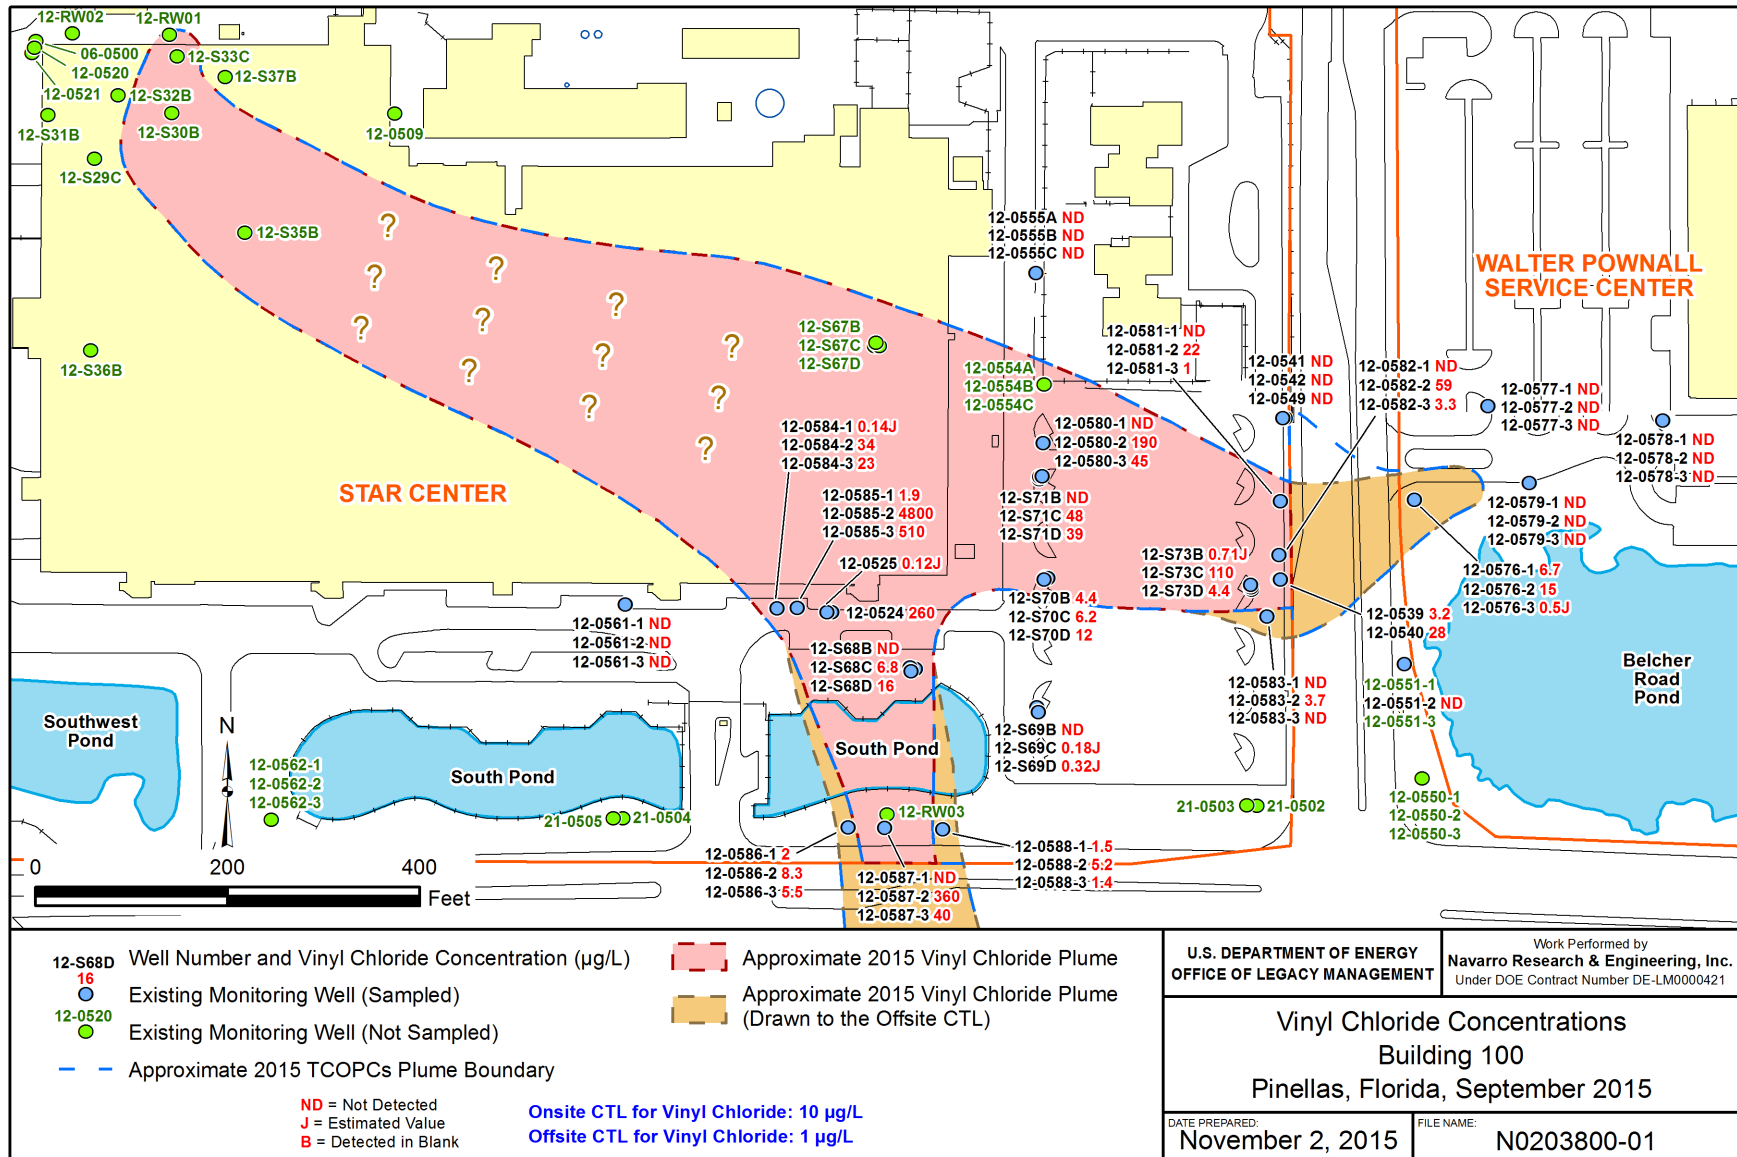 12-RW02
12-RW01
06-0500
12-0520
12-0521
12-S33C
12-S37B
12-S32B
12-S31B
12-S30B
12-0509
12-S29C
12-S35B
12-S36B
?
?
?
?
?
?
?
?
?
?
?
?
?
?
12-S67B
12-S67C
12-S67D
12-0555A ND
12-0555B ND
12-0555C ND
WALTER POWNALL
SERVICE CENTER
12-0554A
12-0554B
12-0554C
12-0581-1 ND
12-0581-2 22
12-0581-3 1
12-0541 ND
12-0542 ND
12-0549 ND
12-0582-1 ND
12-0582-2 59
12-0582-3 3.3
12-0577-1 ND
12-0577-2 ND
12-0577-3 ND
12-0578-1 ND
12-0578-2 ND
12-0578-3 ND
12-0584-1 0.14J
12-0584-2 34
12-0584-3 23
12-0580-1 ND
12-0580-2 190
12-0580-3 45
STAR CENTER
12-0585-1 1.9
12-0585-2 4800
12-0585-3 510
12-S71B ND
12-S71C 48
12-S71D 39
12-0579-1 ND
12-0579-2 ND
12-0579-3 ND
12-0525 0.12J
12-S73B 0.71J
12-S73C 110
12-S73D 4.4
12-0576-1 6.7
12-0576-2 15
12-0576-3 0.5J
12-0524 260
12-S70B 4.4
12-S70C 6.2
12-S70D 12
12-0539 3.2
12-0540 28
12-0561-1 ND
12-0561-2 ND
12-0561-3 ND
12-S68B ND
12-S68C 6.8
12-S68D 16
Belcher
Road
Pond
12-0583-1 ND
12-0583-2 3.7
12-0583-3 ND
12-0551-1
12-0551-2 ND
12-0551-3
Southwest
Pond
N
South Pond
12-S69B ND
12-S69C 0.18J
12-S69D 0.32J
12-0562-1
12-0562-2
12-0562-3
South Pond
21-0505
21-0504
12-RW03
21-0503
21-0502
12-0550-1
12-0550-2
12-0550-3
12-0586-1 2
12-0586-2 8.3
12-0586-3 5.5
12-0587-1 ND
12-0587-2 360
12-0587-3 40
12-0588-1 1.5
12-0588-2 5.2
12-0588-3 1.4
0 200 400
Feet
12-S68D
16
Well Number and Vinyl Chloride Concentration (µg/L)
Existing Monitoring Well (Sampled)
12-0520
Existing Monitoring Well (Not Sampled)
Approximate 2015 TCOPCs Plume Boundary
Approximate 2015 Vinyl Chloride Plume
Approximate 2015 Vinyl Chloride Plume
(Drawn to the Offsite CTL)
ND = Not Detected
J = Estimated Value
B = Detected in Blank
Onsite CTL for Vinyl Chloride: 10 µg/L
Offsite CTL for Vinyl Chloride: 1 µg/L
U.S. DEPARTMENT OF ENERGY
OFFICE OF LEGACY MANAGEMENT
Work Performed by
Navarro Research & Engineering, Inc.
Under DOE Contract Number DE-LM0000421
Vinyl Chloride Concentrations
Building 100
Pinellas, Florida, September 2015
DATE PREPARED:
November 2, 2015
FILE NAME:
N0203800-01